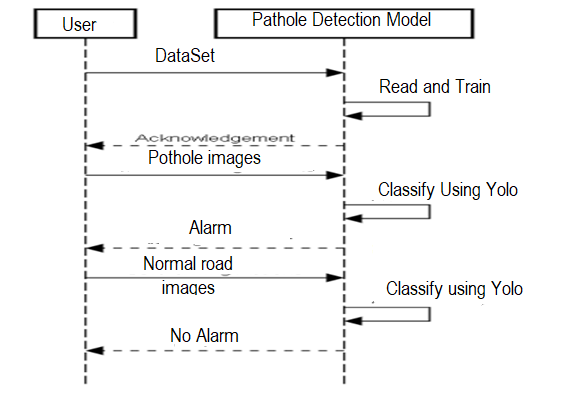 User
Pathole Detection Model
DataSet
Read and Train
Acknowledgement
Pothole images
Classify Using Yolo
Alarm
Normal road
images
Classify using Yolo
No Alarm